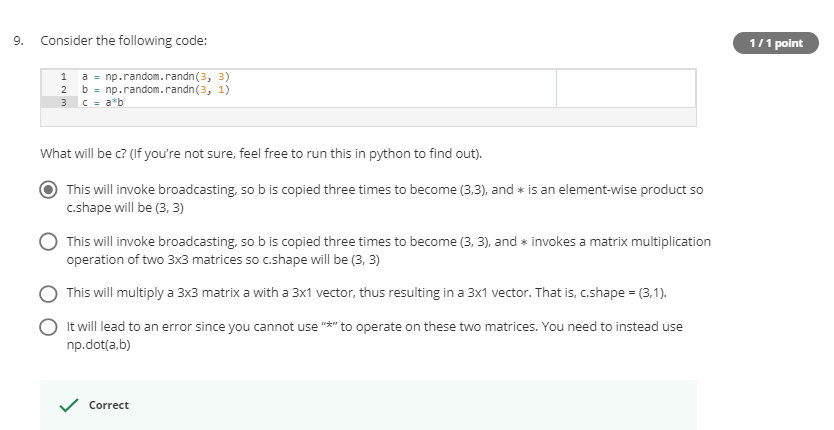 9. Consider the following code:
1/1 point
1 a = np.random.randn(3, 3)
2 b = np.random.randn(3, 1)
3 c = a*b
What will be c? (If you're not sure, feel free to run this in python to find out).
This will invoke broadcasting, so b is copied three times to become (3,3), and * is an element-wise product so
c.shape will be (3, 3)
This will invoke broadcasting, so b is copied three times to become (3, 3), and * invokes a matrix multiplication
operation of two 3x3 matrices so c.shape will be (3, 3)
This will multiply a 3x3 matrix a with a 3x1 vector, thus resulting in a 3x1 vector. That is, c.shape = (3,1).
It will lead to an error since you cannot use “*” to operate on these two matrices. You need to instead use
np.dot(a,b)
Correct